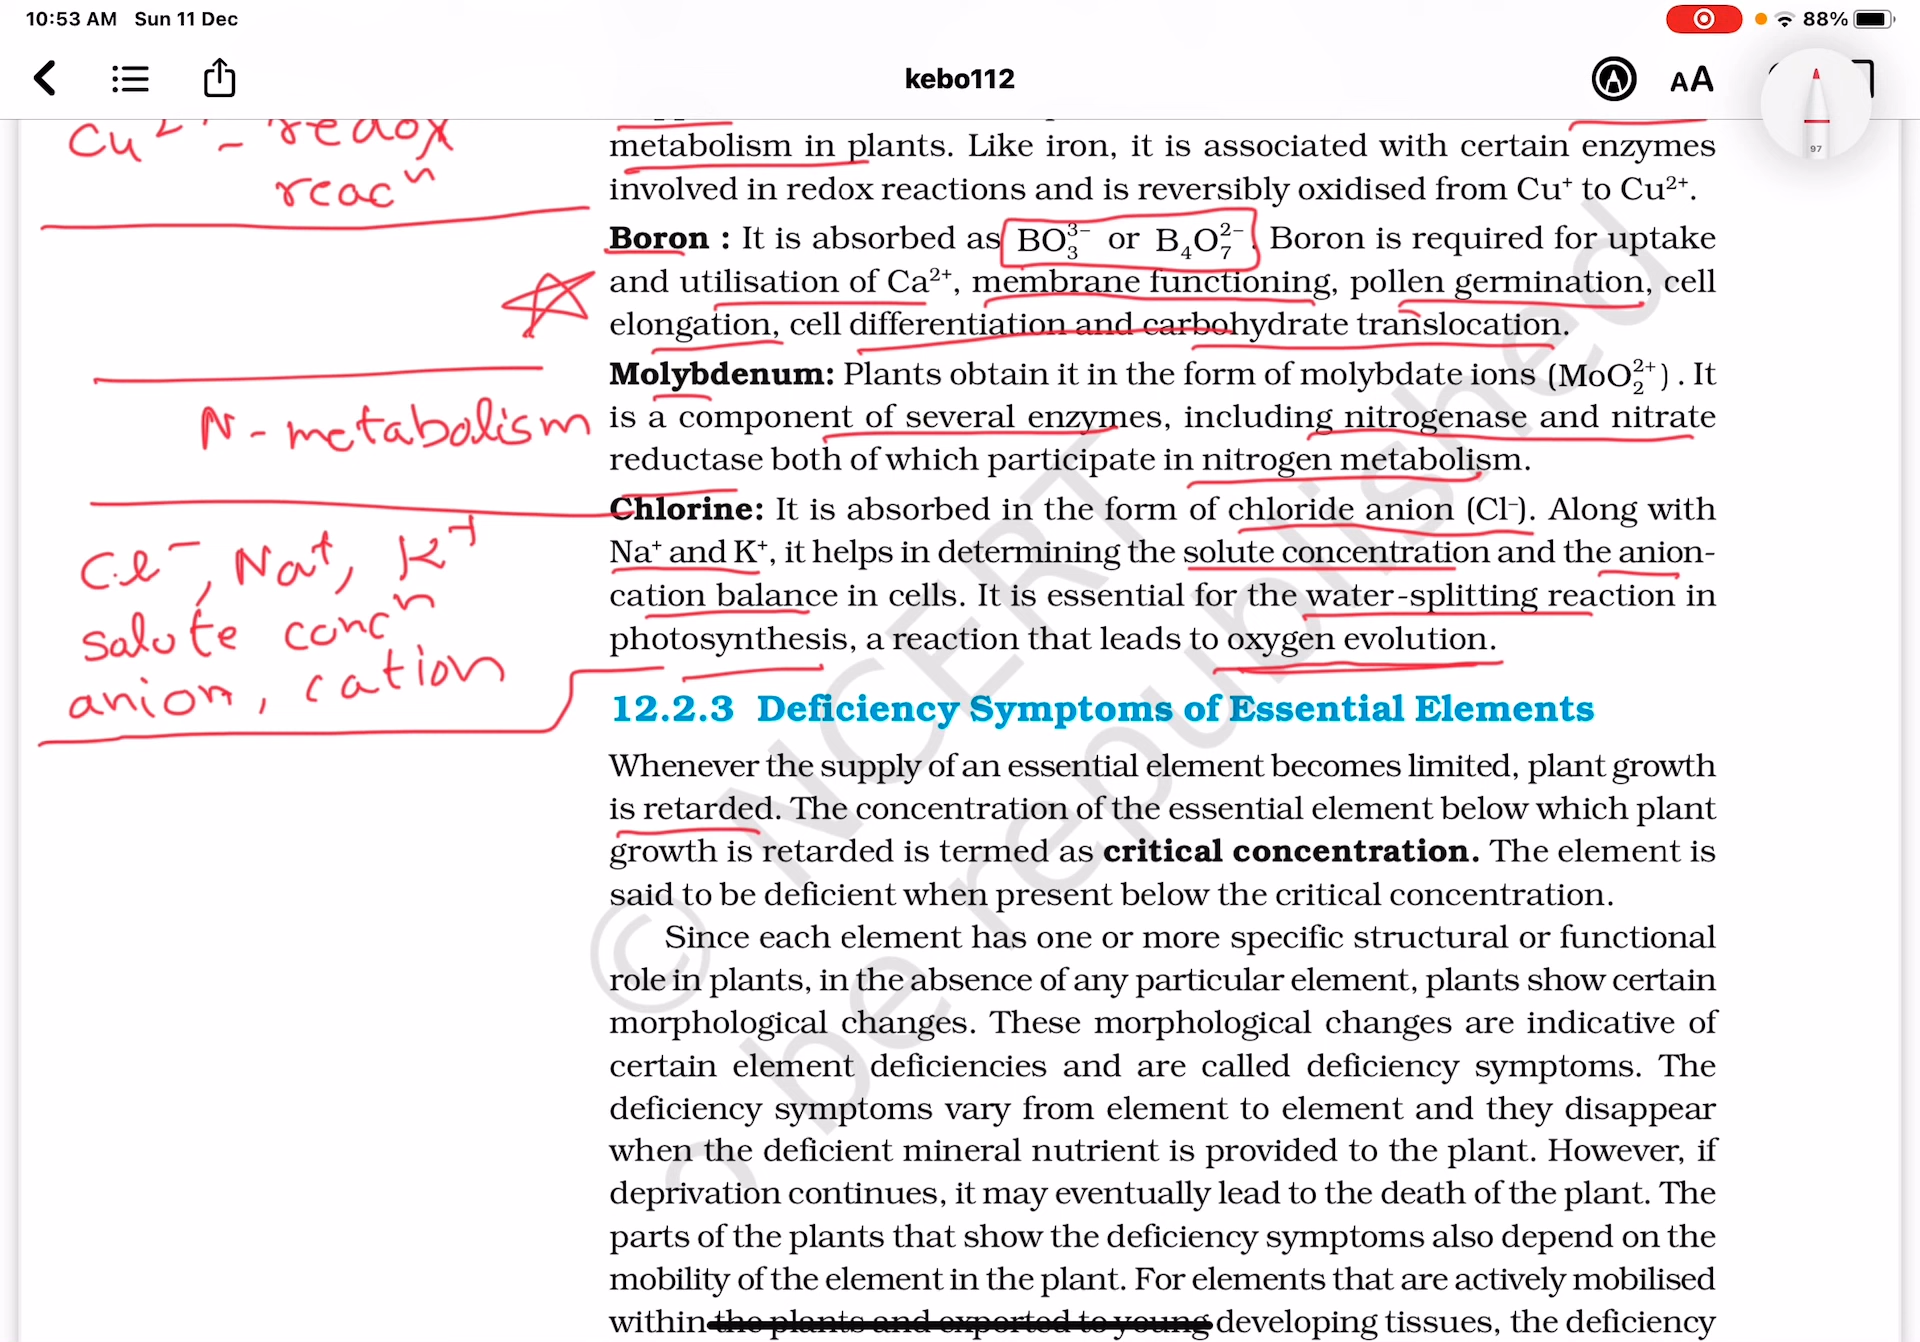 10:53 AM Sun 11 Dec
88%
kebo112
AA
97
Cu²⁺ - redox
reacⁿ
metabolism in plants. Like iron, it is associated with certain enzymes
involved in redox reactions and is reversibly oxidised from Cu⁺ to Cu²⁺.
Boron : It is absorbed as BO₃³⁻ or B₄O₇²⁻. Boron is required for uptake
and utilisation of Ca²⁺, membrane functioning, pollen germination, cell
elongation, cell differentiation and carbohydrate translocation.
Molybdenum: Plants obtain it in the form of molybdate ions (MoO₂²⁺). It
is a component of several enzymes, including nitrogenase and nitrate
reductase both of which participate in nitrogen metabolism.
N-metabolism
Chlorine: It is absorbed in the form of chloride anion (Cl⁻). Along with
Na⁺ and K⁺, it helps in determining the solute concentration and the anion-
cation balance in cells. It is essential for the water-splitting reaction in
photosynthesis, a reaction that leads to oxygen evolution.
Cl⁻, Na⁺, K⁺
solute concⁿ
anion, cation
12.2.3 Deficiency Symptoms of Essential Elements
Whenever the supply of an essential element becomes limited, plant growth
is retarded. The concentration of the essential element below which plant
growth is retarded is termed as critical concentration. The element is
said to be deficient when present below the critical concentration.
Since each element has one or more specific structural or functional
role in plants, in the absence of any particular element, plants show certain
morphological changes. These morphological changes are indicative of
certain element deficiencies and are called deficiency symptoms. The
deficiency symptoms vary from element to element and they disappear
when the deficient mineral nutrient is provided to the plant. However, if
deprivation continues, it may eventually lead to the death of the plant. The
parts of the plants that show the deficiency symptoms also depend on the
mobility of the element in the plant. For elements that are actively mobilised
within the plants and exported to young developing tissues, the deficiency
© NCERT
be republished